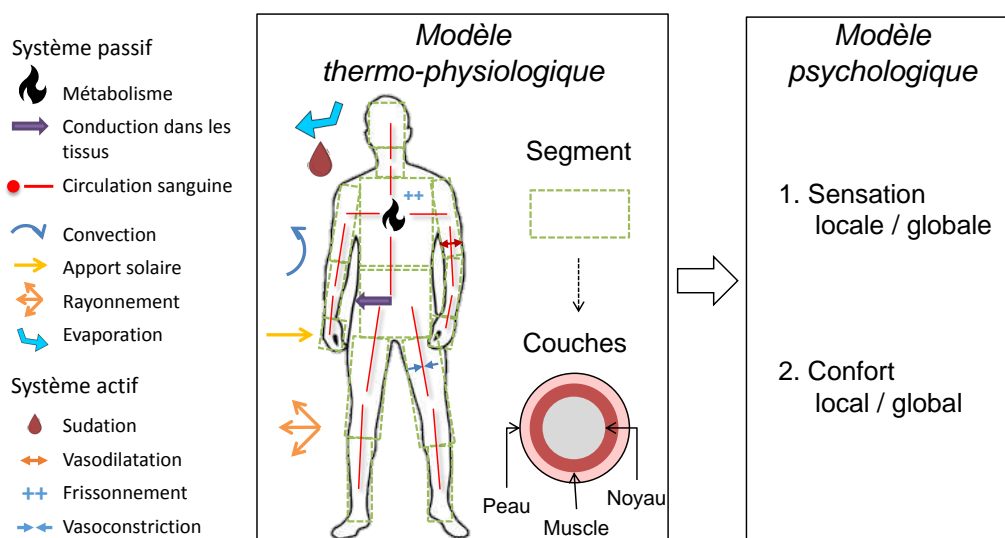 Système passif
Métabolisme
Conduction dans les
tissus
Circulation sanguine
Convection
Apport solaire
Rayonnement
Evaporation
Système actif
Sudation
Vasodilatation
Frissonnement
Vasoconstriction
Modèle
thermo-physiologique
Segment
Couches
Peau
Muscle
Noyau
Modèle
psychologique
1. Sensation
locale / globale
2. Confort
local / global